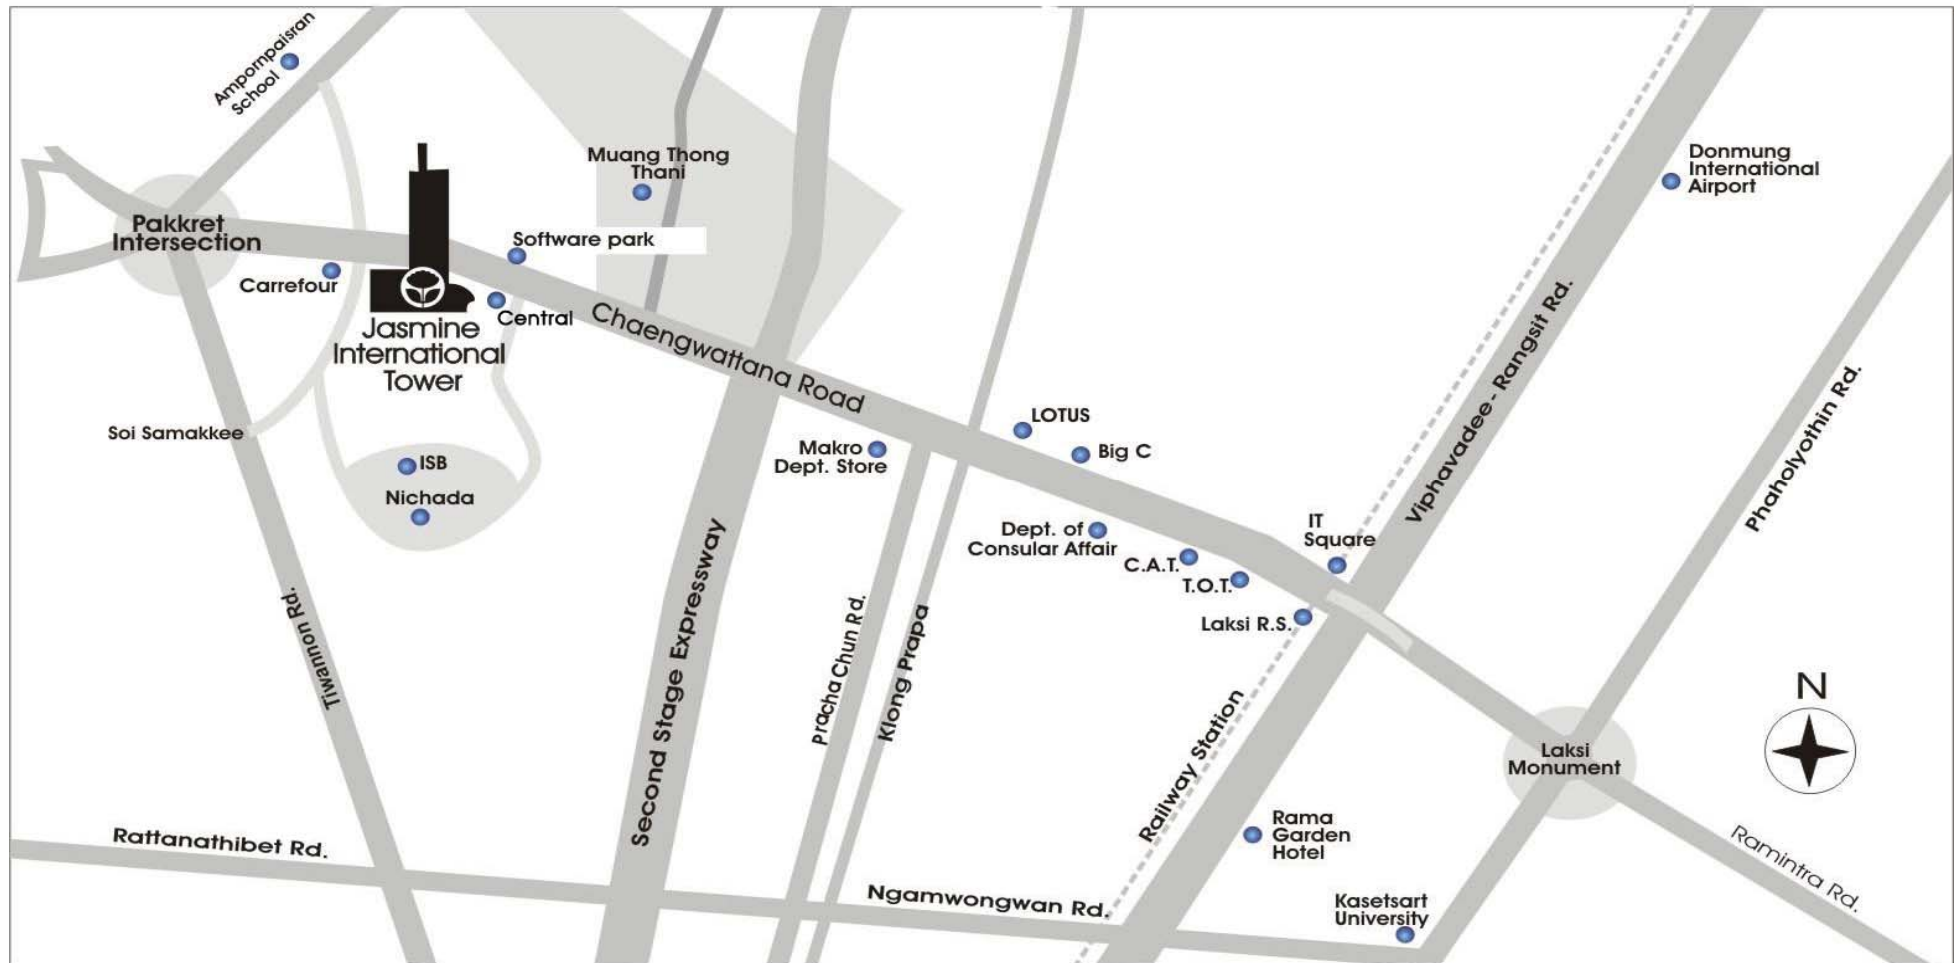 Ampornpaisran
School
Muang Thong
Thani
Donmung
International
Airport
Pakkret
Intersection
Software park
Carrefour
Central
Jasmine
International
Tower
Chaengwattana Road
Viphavadee - Rangsit Rd.
Phaholyothin Rd.
Soi Samakkee
LOTUS
Makro
Dept. Store
Big C
ISB
Nichada
Dept. of
Consular Affair
C.A.T.
T.O.T.
IT
Square
Laksi R.S.
Tiwannon Rd.
Second Stage Expressway
Pracha Chun Rd.
Klong Prapa
Railway Station
N
Laksi
Monument
Rattanathibet Rd.
Ngamwongwan Rd.
Rama
Garden
Hotel
Kasetsart
University
Ramintra Rd.